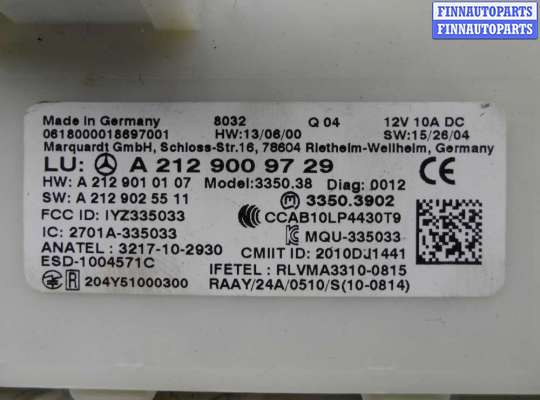 FINNAUTOPARTS
FINNAUTOPARTS
Made in Germany 8032 Q 04 12V 10A DC
0618000018697001 HW:13/06/00 SW:15/26/04
Marquardt GmbH, Schloss-Str.16, 78604 Rietheim-Weilheim, Germany
LU: A 212 900 97 29
HW: A 212 901 01 07 Model:3350.38 Diag: 0012
SW: A 212 902 55 11 3350.3902
FCC ID: IYZ335033 CCAB10LP4430T9
IC: 2701A-335033 MQU-335033
ANATEL : 3217-10-2930 CMIIT ID: 2010DJ1441
ESD-1004571C IFETEL : RLVMA3310-0815
R 204Y51000300 RAAY/24A/0510/S(10-0814)